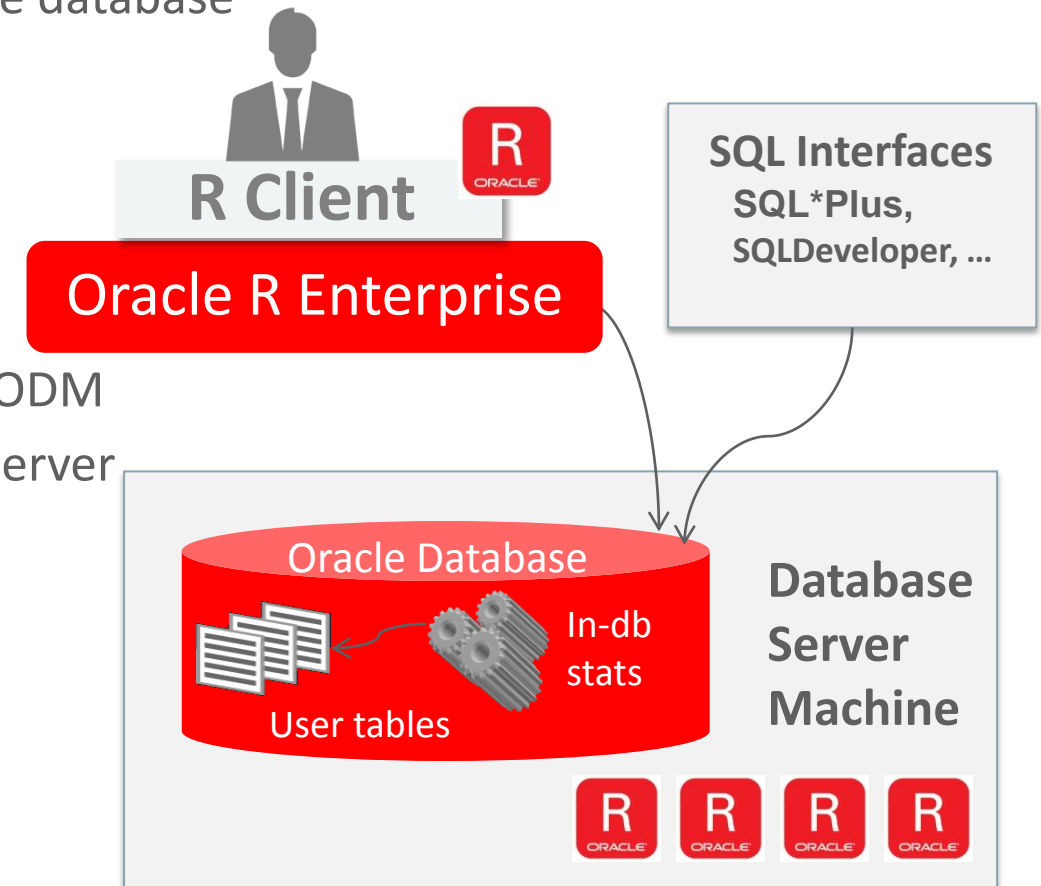 e database
R
ORACLE
R Client
SQL Interfaces
SQL*Plus,
SQLDeveloper, ...
Oracle R Enterprise
ODM
erver
Oracle Database
In-db
stats
User tables
Database
Server
Machine
R
ORACLE
R
ORACLE
R
ORACLE
R
ORACLE